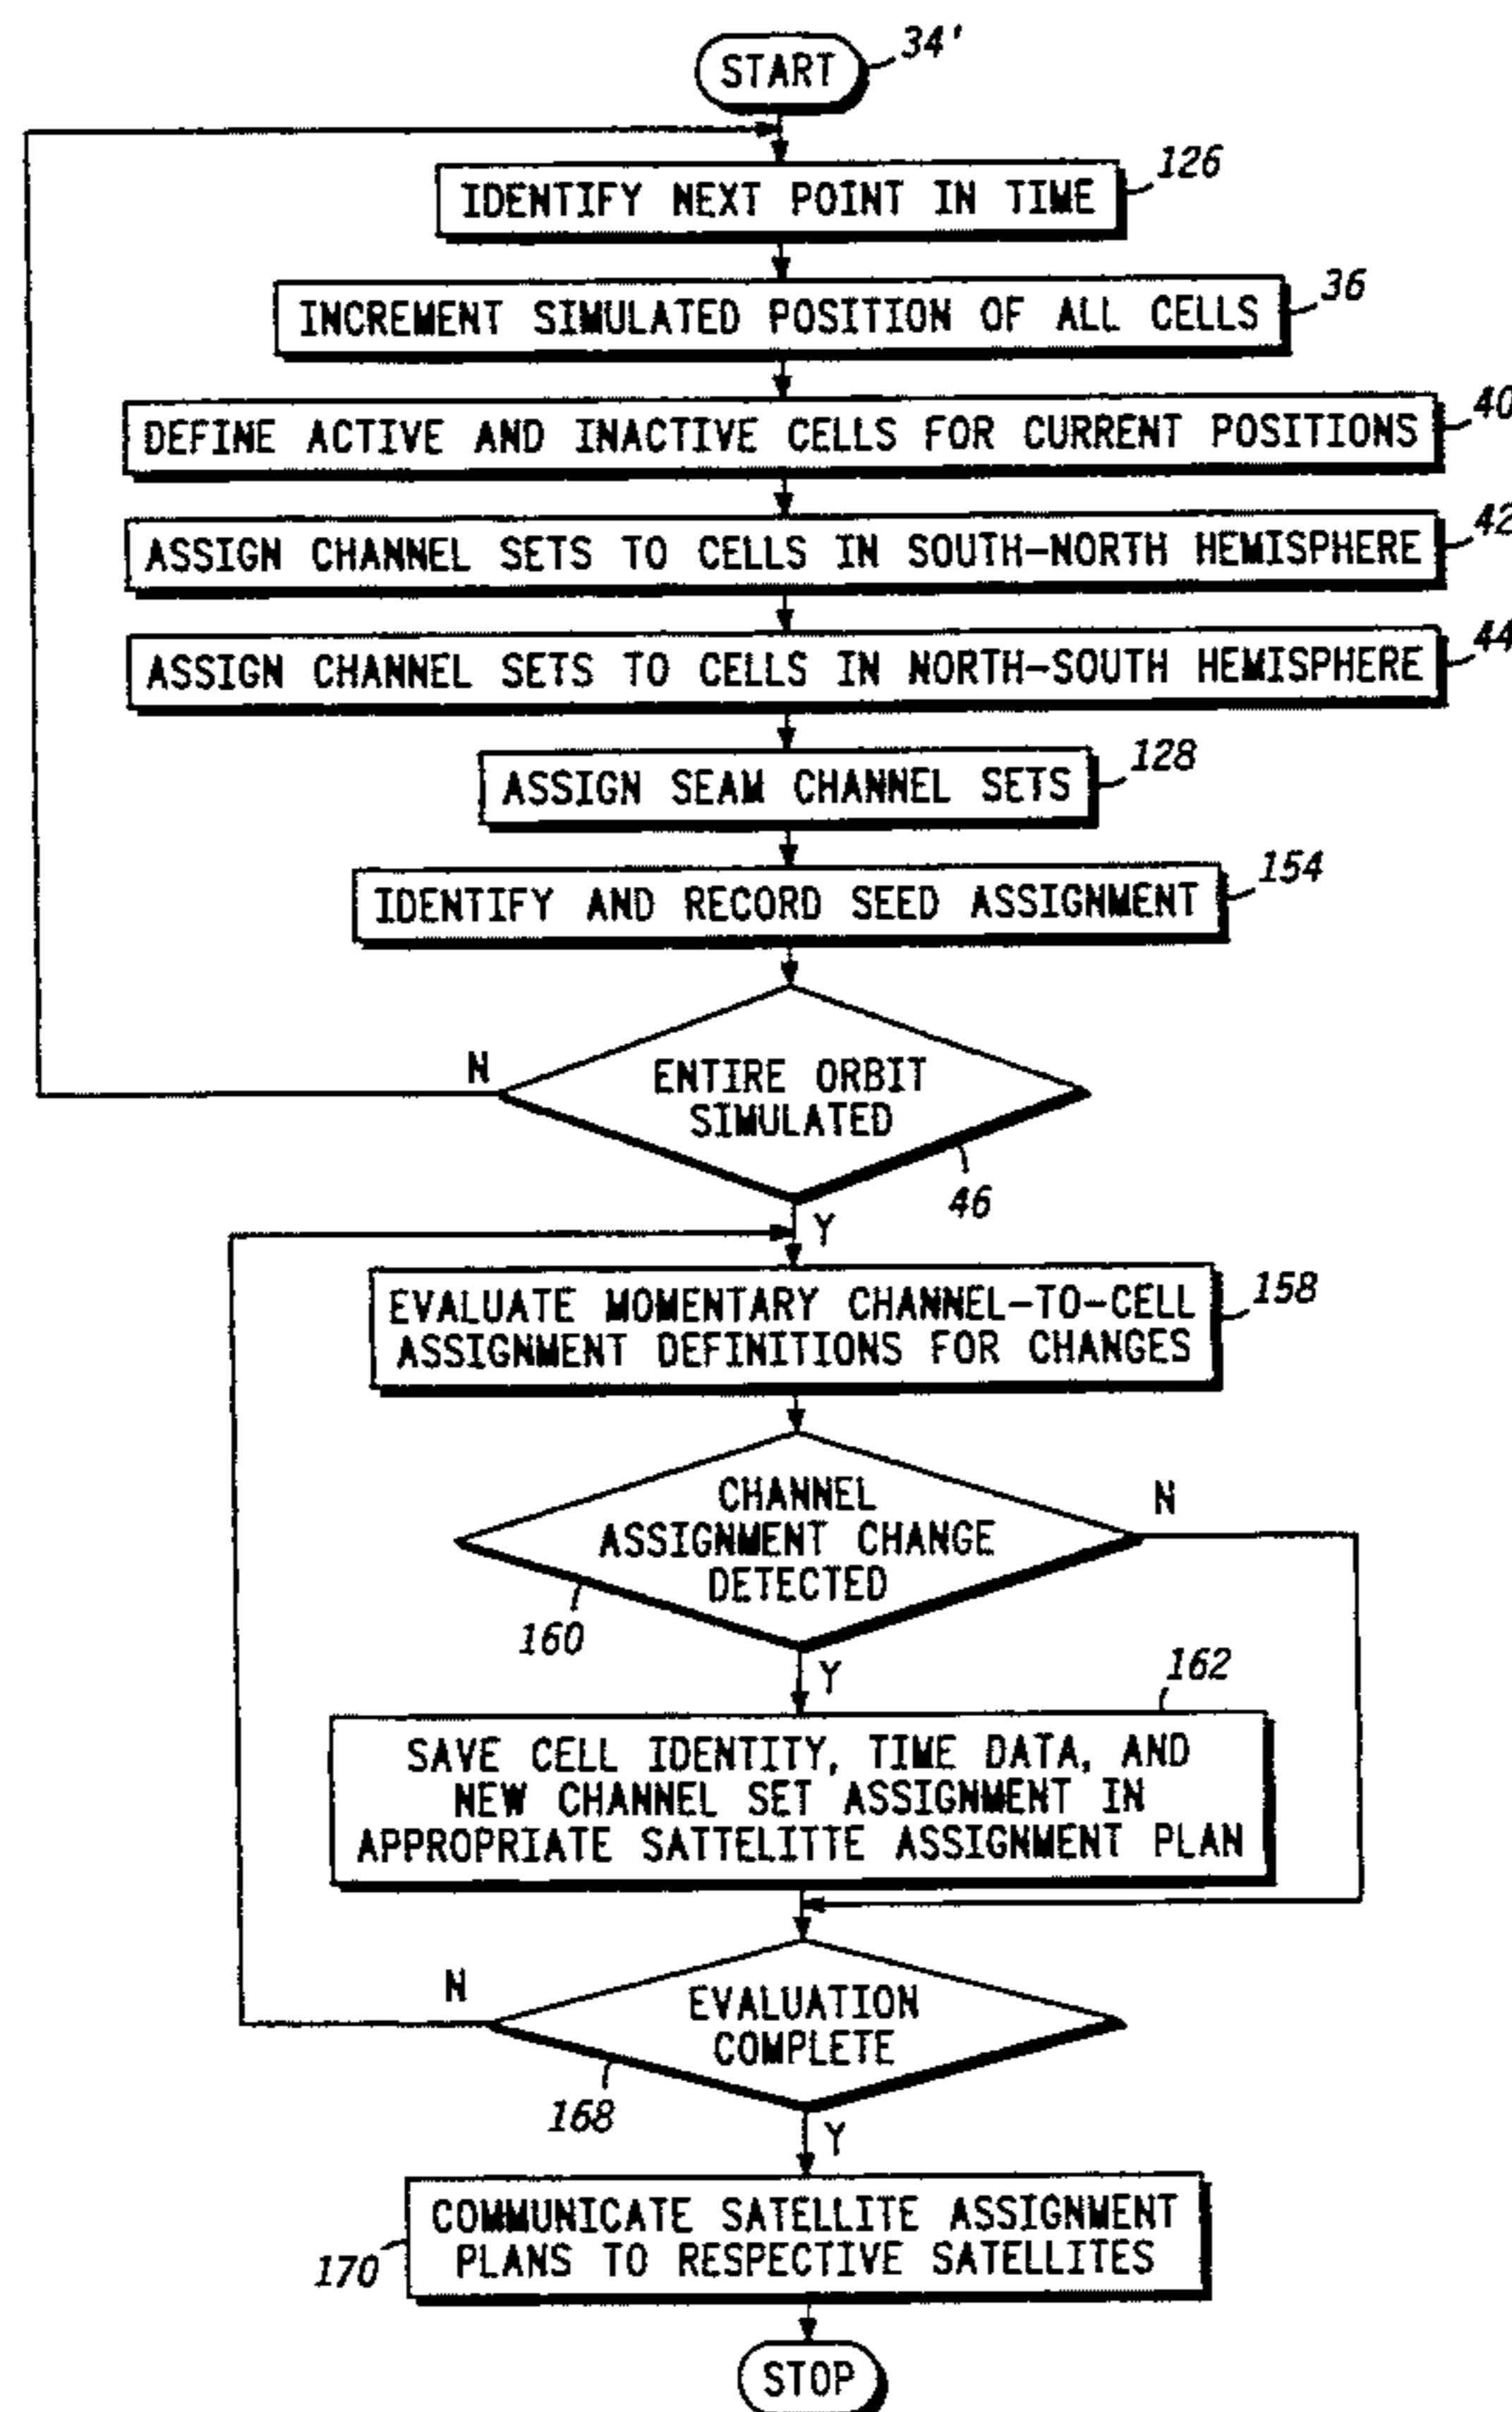 START
34'
IDENTIFY NEXT POINT IN TIME
126
INCREMENT SIMULATED POSITION OF ALL CELLS
36
DEFINE ACTIVE AND INACTIVE CELLS FOR CURRENT POSITIONS
40
ASSIGN CHANNEL SETS TO CELLS IN SOUTH-NORTH HEMISPHERE
42
ASSIGN CHANNEL SETS TO CELLS IN NORTH-SOUTH HEMISPHERE
44
ASSIGN SEAM CHANNEL SETS
128
IDENTIFY AND RECORD SEED ASSIGNMENT
154
N
ENTIRE ORBIT
SIMULATED
46
Y
EVALUATE MOMENTARY CHANNEL-TO-CELL
ASSIGNMENT DEFINITIONS FOR CHANGES
158
CHANNEL
ASSIGNMENT CHANGE
DETECTED
N
160
Y
162
SAVE CELL IDENTITY, TIME DATA, AND
NEW CHANNEL SET ASSIGNMENT IN
APPROPRIATE SATTELITTE ASSIGNMENT PLAN
N
EVALUATION
COMPLETE
168
Y
COMMUNICATE SATELLITE ASSIGNMENT
PLANS TO RESPECTIVE SATELLITES
170
STOP